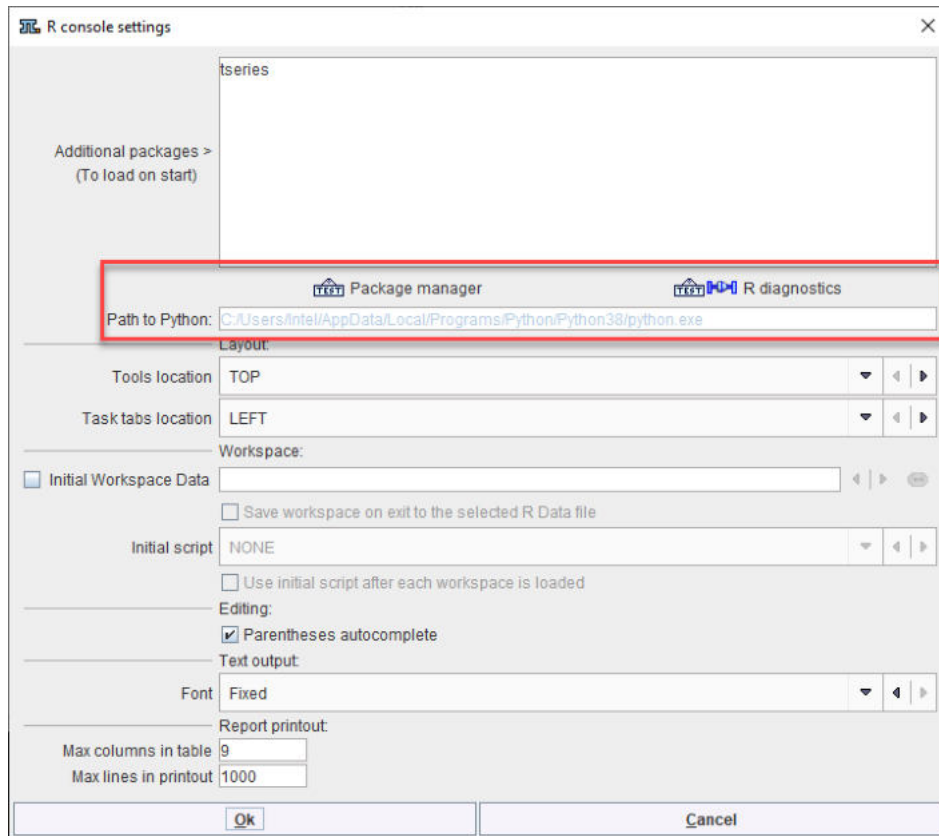 R console settings
tseries
Additional packages >
(To load on start)
TEST Package manager
TEST R diagnostics
Path to Python: C:/Users/Intel/AppData/Local/Programs/Python/Python38/python.exe
Layout:
Tools location TOP
Task tabs location LEFT
Workspace:
Initial Workspace Data
Save workspace on exit to the selected R Data file
Initial script NONE
Use initial script after each workspace is loaded
Editing:
Parentheses autocomplete
Text output:
Font Fixed
Report printout:
Max columns in table 9
Max lines in printout 1000
Ok
Cancel